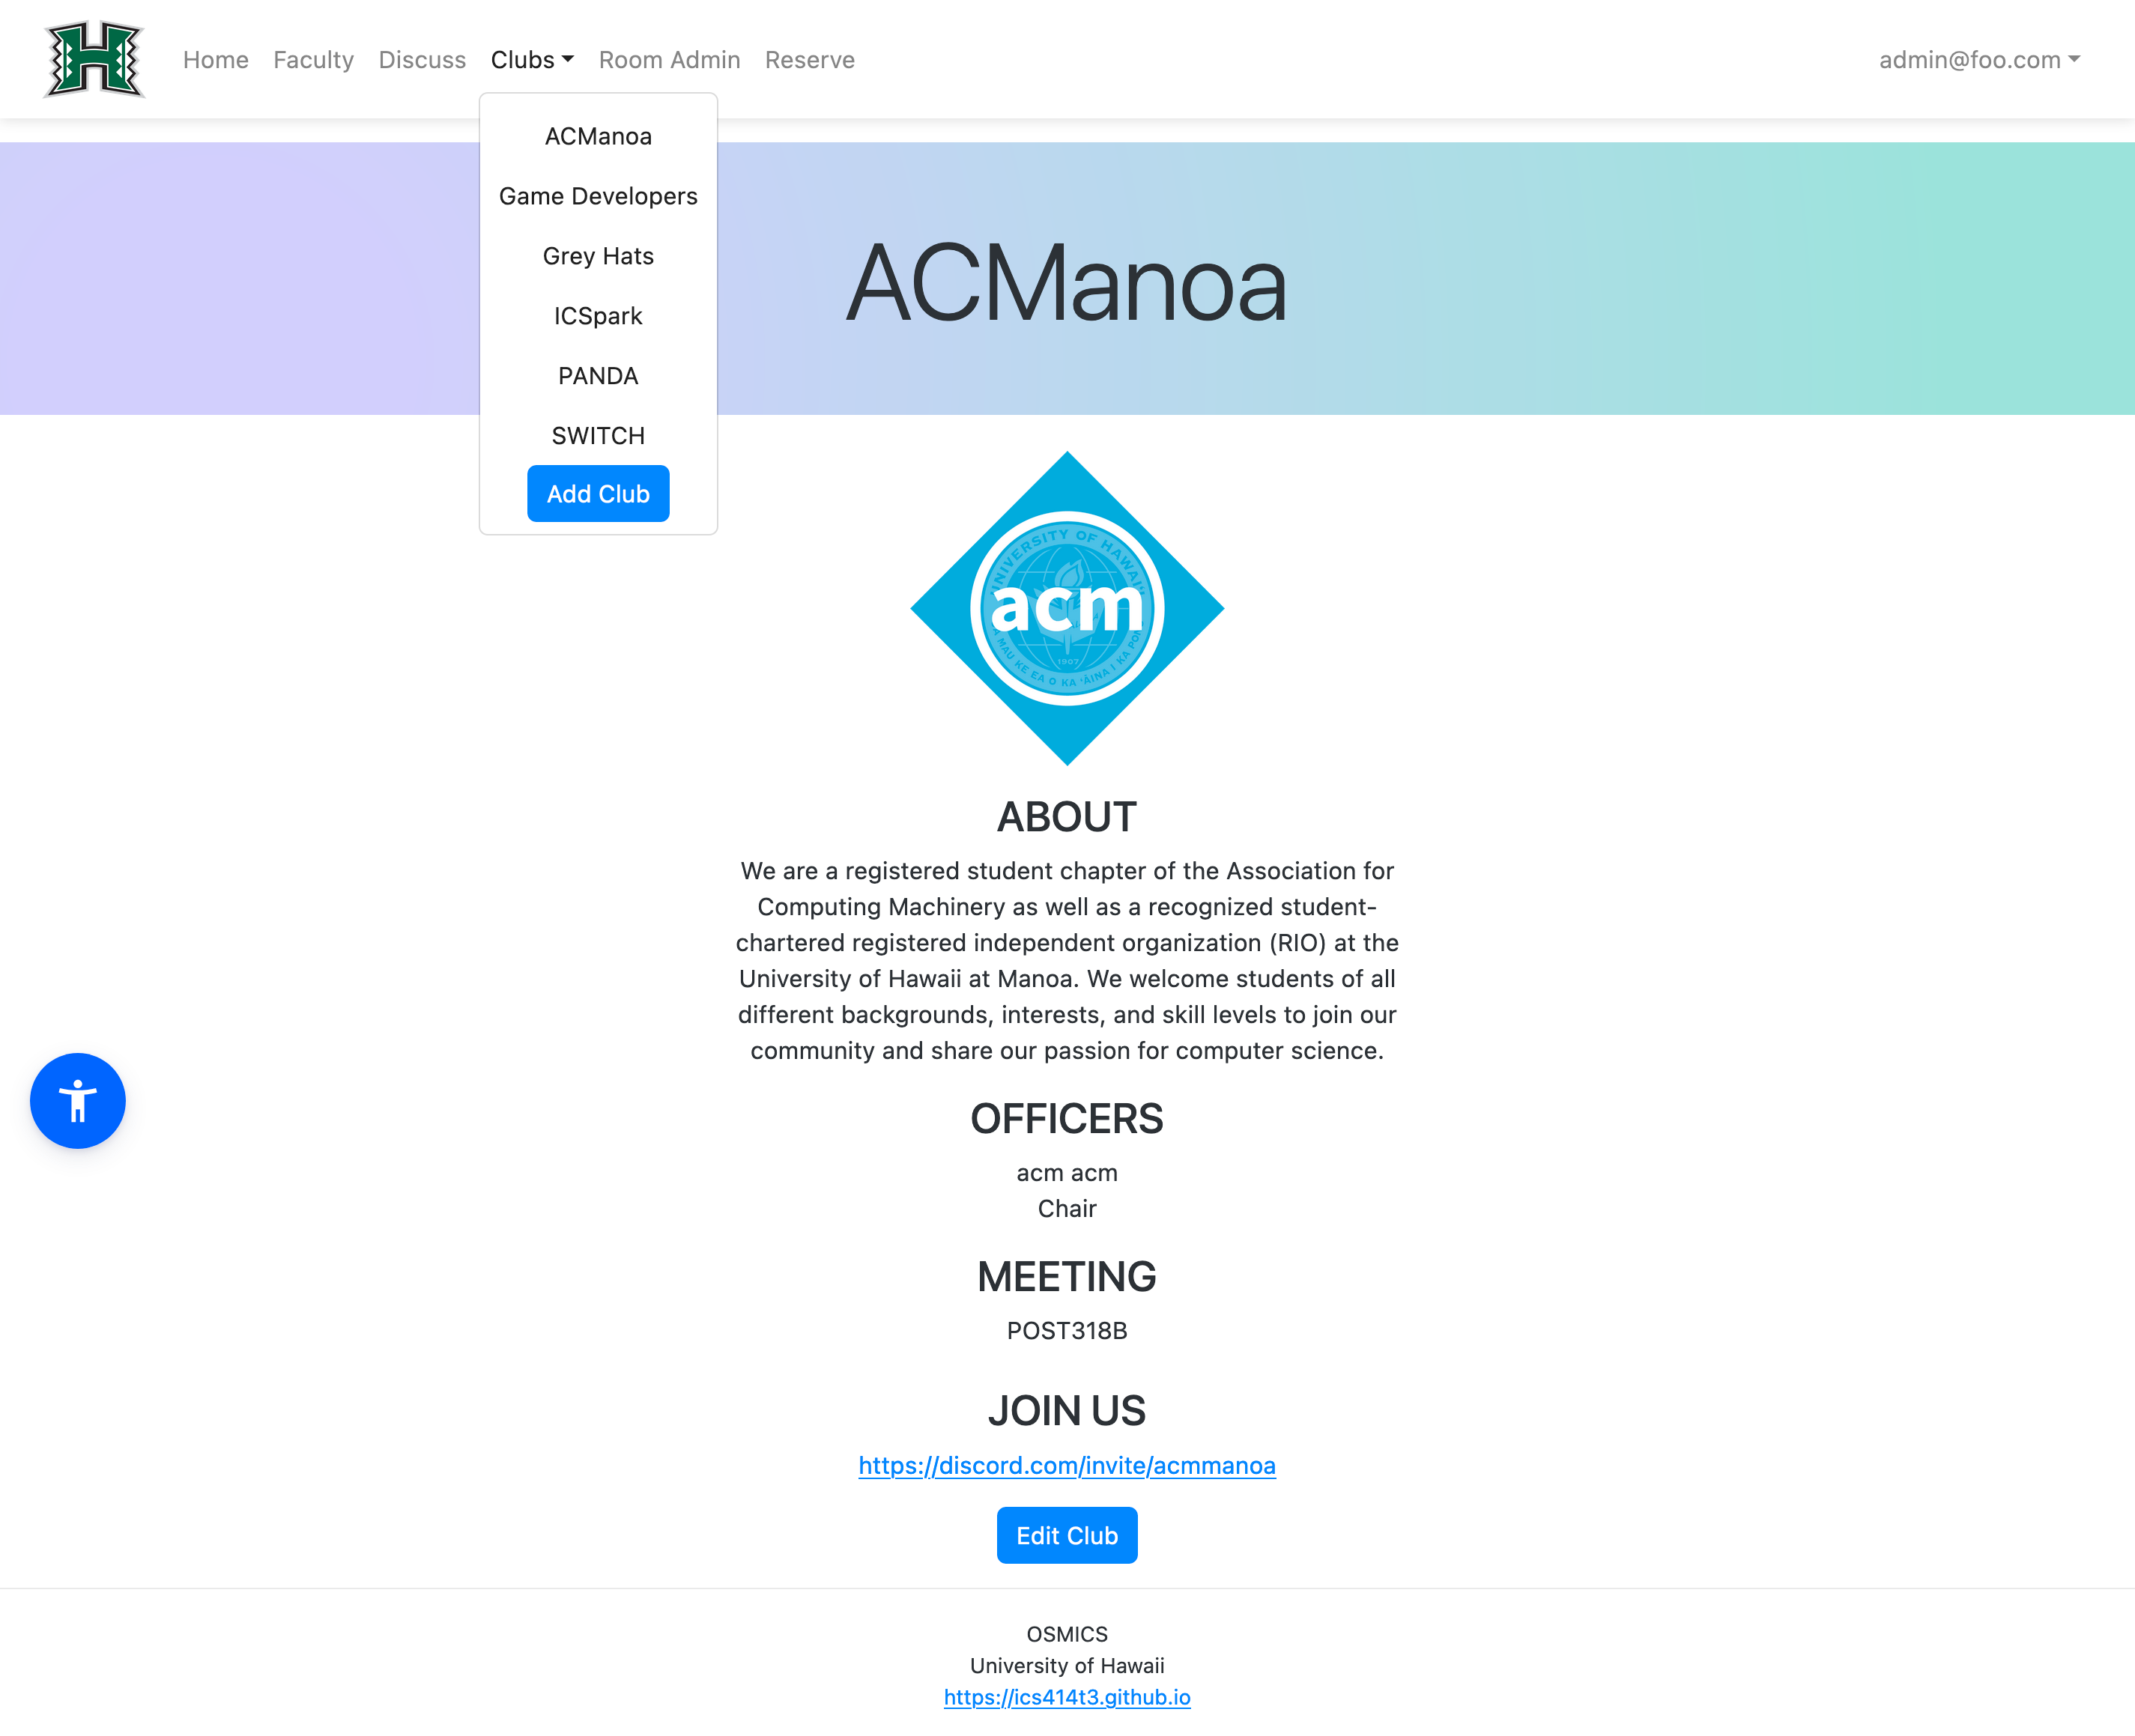 H
Home Faculty Discuss Clubs Room Admin Reserve admin@foo.com
ACManoa
Game Developers
Grey Hats
ICSpark
PANDA
SWITCH
Add Club
ACManoa
UNIVERSITY OF HAWAI
acm
1907
MAU KE EA O KA ʻĀINA I KA PONO
ABOUT
We are a registered student chapter of the Association for
Computing Machinery as well as a recognized student-
chartered registered independent organization (RIO) at the
University of Hawaii at Manoa. We welcome students of all
different backgrounds, interests, and skill levels to join our
community and share our passion for computer science.
OFFICERS
acm acm
Chair
MEETING
POST318B
JOIN US
https://discord.com/invite/acmmanoa
Edit Club
OSMICS
University of Hawaii
https://ics414t3.github.io